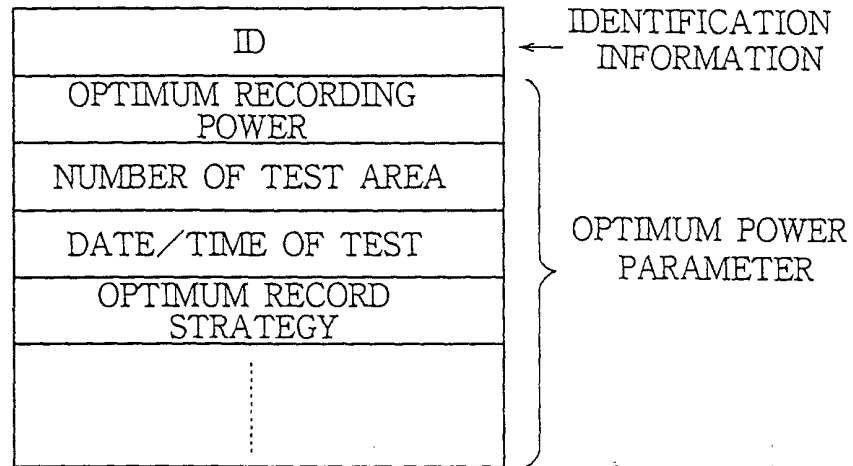 ID
IDENTIFICATION
INFORMATION
OPTIMUM RECORDING
POWER
NUMBER OF TEST AREA
DATE/TIME OF TEST
OPTIMUM RECORD
STRATEGY
OPTIMUM POWER
PARAMETER